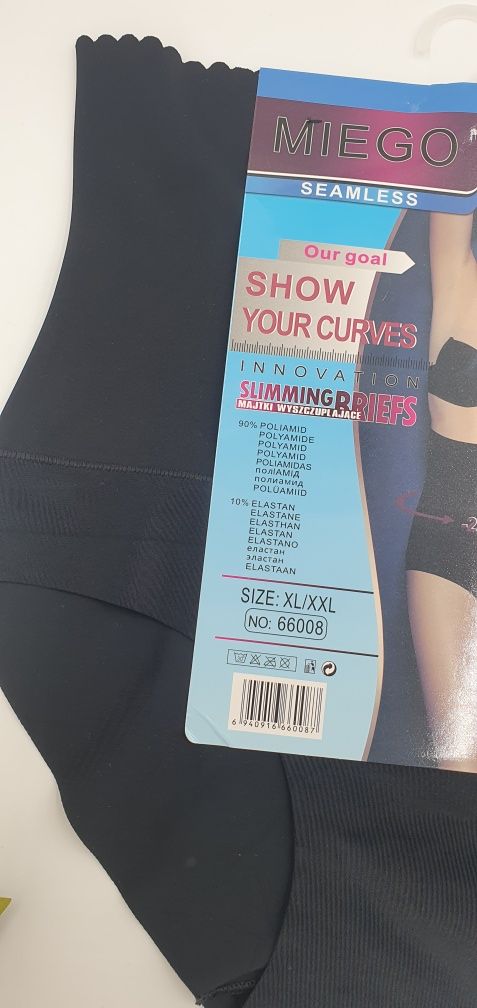 MIEGO
SEAMLESS
Our goal
SHOW
YOUR CURVES
INNOVATION
SLIMMING BRIEFS
MAJTKI WYSZCZUPLAJĄCE
90% POLIAMID
POLYAMIDE
POLYAMID
POLYAMID
POLIAMIDAS
поліАМіД
полиамид
POLÜAMIID
10% ELASTAN
ELASTANE
ELASTHAN
ELASTAN
ELASTANO
еластан
эластан
ELASTAAN
SIZE: XL/XXL
NO: 66008
6 940916 660087